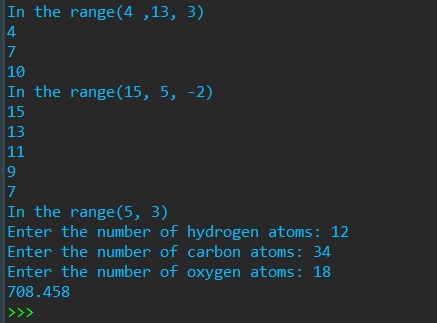 In the range(4 ,13, 3)
4
7
10
In the range(15, 5, -2)
15
13
11
9
7
In the range(5, 3)
Enter the number of hydrogen atoms: 12
Enter the number of carbon atoms: 34
Enter the number of oxygen atoms: 18
708.458
>>>